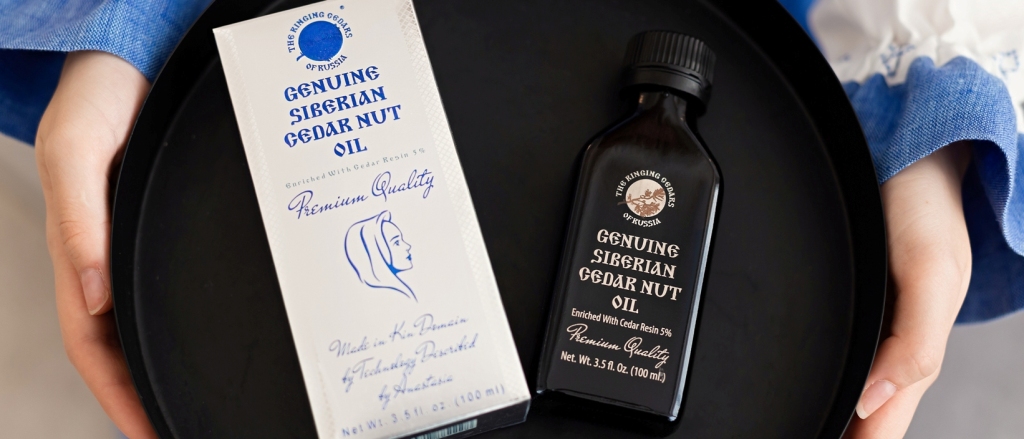 THE RINGING CEDARS
OF RUSSIA
GENUINE
SIBERIAN
CEDAR NUT
OIL
Enriched With Cedar Resin 5%
Premium Quality
Made in Kin Domain
by Technology Descrited
by Anastasia
Net Wt. 3.5 fl. oz. (100 ml)
THE RINGING CEDARS
OF RUSSIA
GENUINE
SIBERIAN
CEDAR NUT
OIL
Enriched With Cedar Resin 5%
Premium Quality
Net. Wt. 3.5 fl. Oz. (100 ml.)